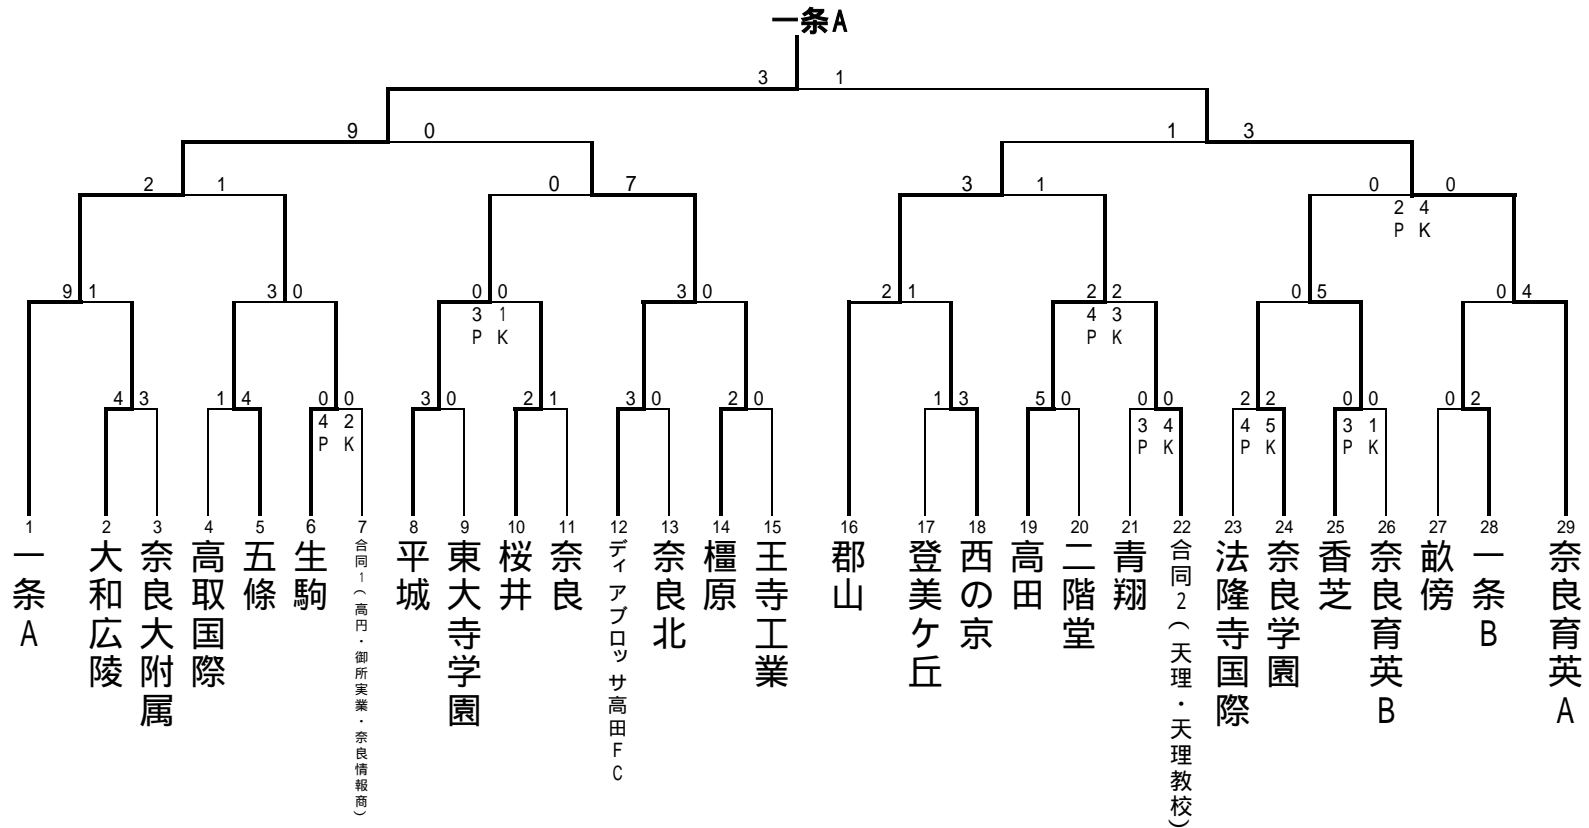 一条A
3 1
9 0 1 3
2 1 0 7 3 1 0 0
2 4
P K
9 1 3 0 0 0 3 0 2 1 2 2 0 5 0 4
3 1 4 3
P K P K
4 3 1 4 0 0 3 0 2 1 3 0 2 0 1 3 5 0 0 0 2 2 0 0 0 2
4 2 3 4 4 5 3 1
P K P K P K P K
1 2 3 4 5 6 7 8 9 10 11 12 13 14 15 16 17 18 19 20 21 22 23 24 25 26 27 28 29
一条A
大和広陵
奈良大附属
高取国際
五條
生駒
合同1(高円・御所実業・奈良情報商)
平城
東大寺学園
桜井
奈良
ディアブロッサ高田FC
奈良北
橿原
王寺工業
郡山
登美ケ丘
西の京
高田
二階堂
青翔
合同2(天理・天理教校)
法隆寺国際
奈良学園
香芝
奈良育英B
畝傍
一条B
奈良育英A